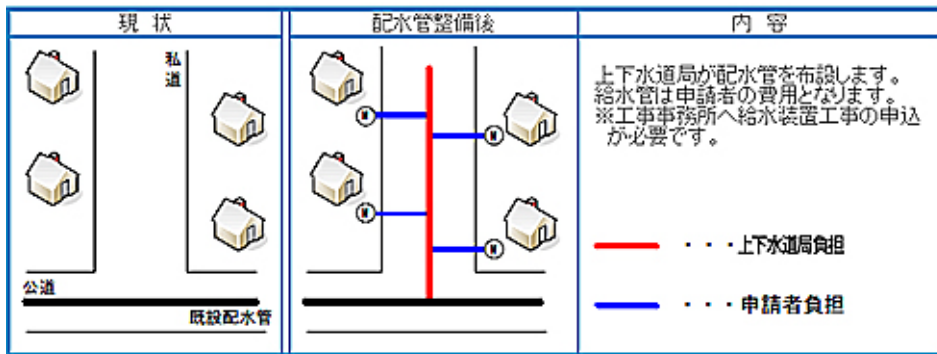 現 状
配水管整備後
内 容
私道
公道
既設配水管
M
M
M
M
上下水道局が配水管を布設します。
給水管は申請者の費用となります。
※工事事務所へ給水装置工事の申込
が必要です。
・・・上下水道局負担
・・・申請者負担